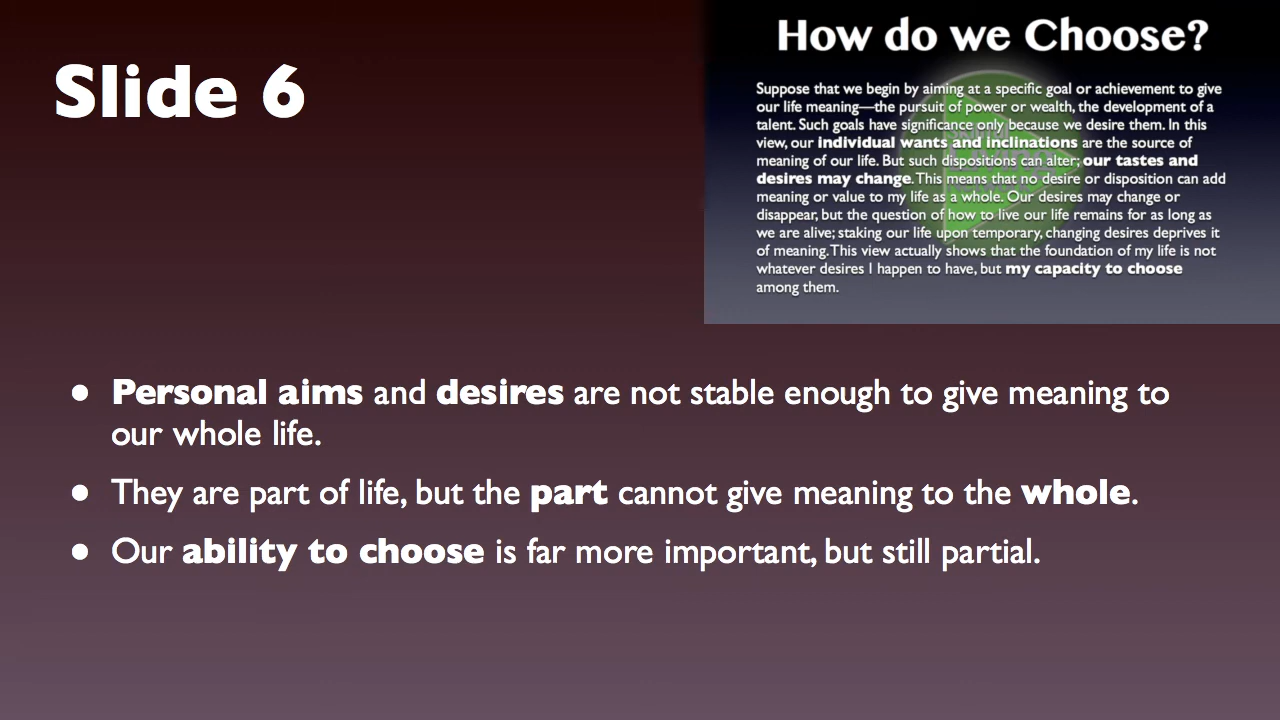 Slide 6
How do we Choose?
Suppose that we begin by aiming at a specific goal or achievement to give
our life meaning—the pursuit of power or wealth, the development of a
talent. Such goals have significance only because we desire them. In this
view, our individual wants and inclinations are the source of
meaning of our life. But such dispositions can alter; our tastes and
desires may change. This means that no desire or disposition can add
meaning or value to my life as a whole. Our desires may change or
disappear, but the question of how to live our life remains for as long as
we are alive; staking our life upon temporary, changing desires deprives it
of meaning. This view actually shows that the foundation of my life is not
whatever desires I happen to have, but my capacity to choose
among them.
• Personal aims and desires are not stable enough to give meaning to
our whole life.
• They are part of life, but the part cannot give meaning to the whole.
• Our ability to choose is far more important, but still partial.